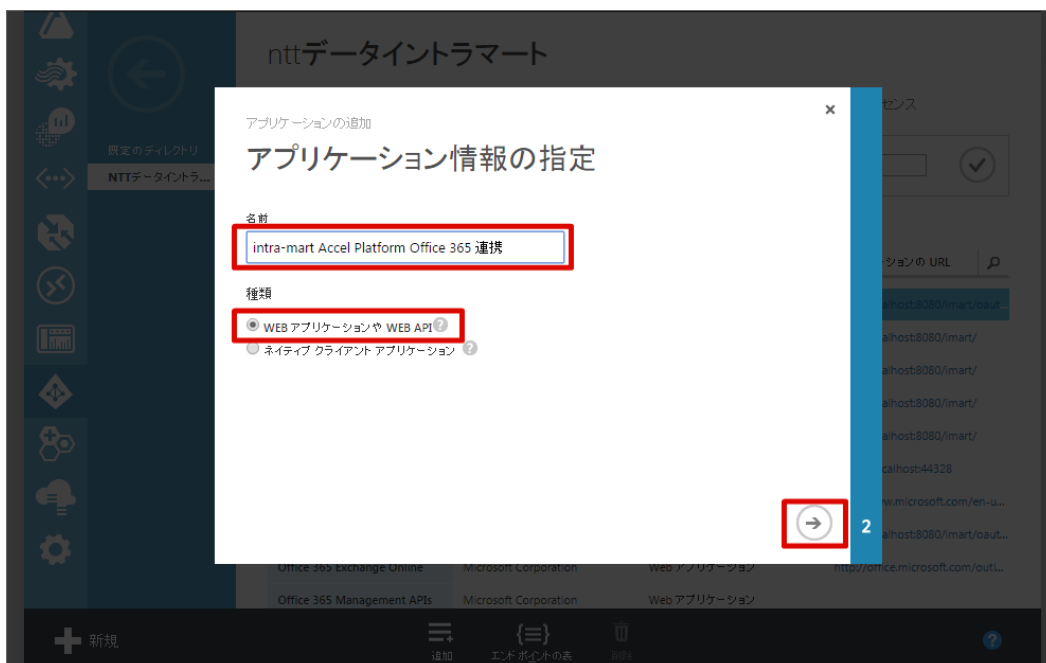 nttデータイントラマート
センス
アプリケーションの追加
×
アプリケーション情報の指定
既定のディレクトリ
NTTデータイントラ...
名前
intra-mart Accel Platform Office 365 連携
ションの URL
種類
WEB アプリケーションや WEB API ?
ネイティブ クライアント アプリケーション ?
alhost:8080/imart/oaut...
alhost:8080/imart/
alhost:8080/imart/
alhost:8080/imart/
alhost:8080/imart/
calhost:44328
w.microsoft.com/en-u...
2
alhost:8080/imart/oaut...
Office 365 Exchange Online Microsoft Corporation Web アプリケーション http://office.microsoft.com/outl...
Office 365 Management APIs Microsoft Corporation Web アプリケーション
新規
追加 エンド ポイントの表 削除 ?